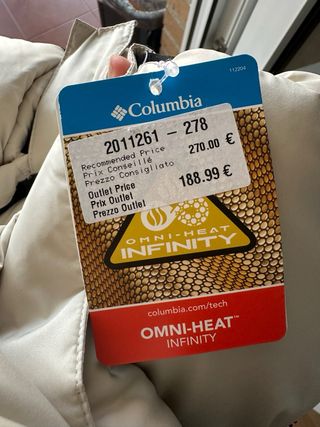 112204
Columbia
2011261 - 278
Recommended Price
Prix Conseillé
Prezzo Consigliato
270.00 €
Outlet Price
Prix Outlet
Prezzo Outlet
188.99 €
OMNI-HEAT
INFINITY
columbia.com/tech
OMNI-HEAT™
INFINITY